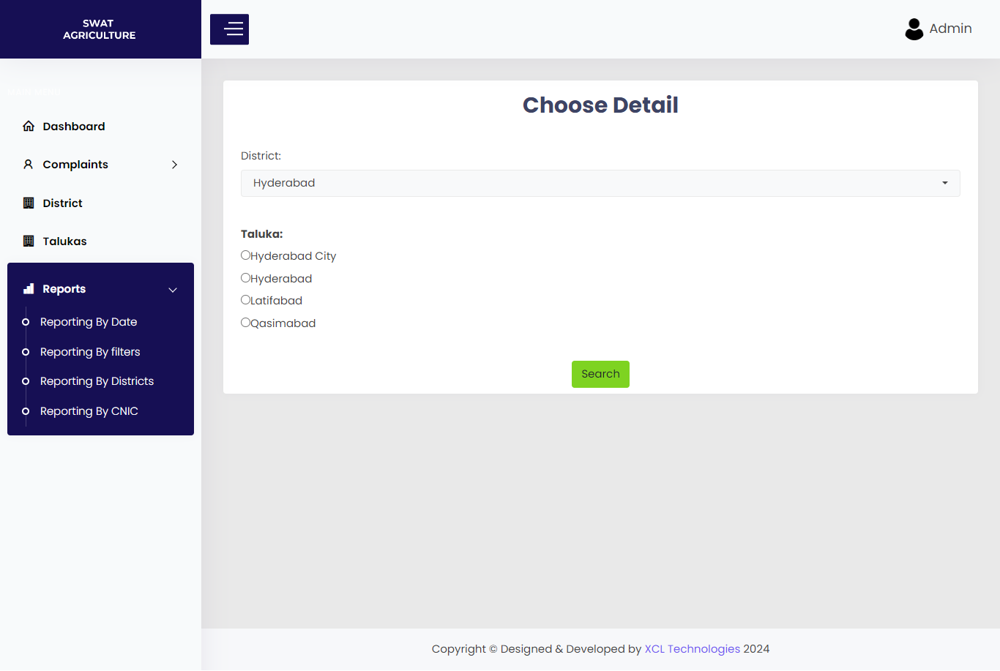 SWAT
AGRICULTURE
Admin
Dashboard
Complaints
District
Talukas
Reports
Reporting By Date
Reporting By filters
Reporting By Districts
Reporting By CNIC
Choose Detail
District:
Hyderabad
Taluka:
Hyderabad City
Hyderabad
Latifabad
Qasimabad
Search
Copyright © Designed & Developed by XCL Technologies 2024